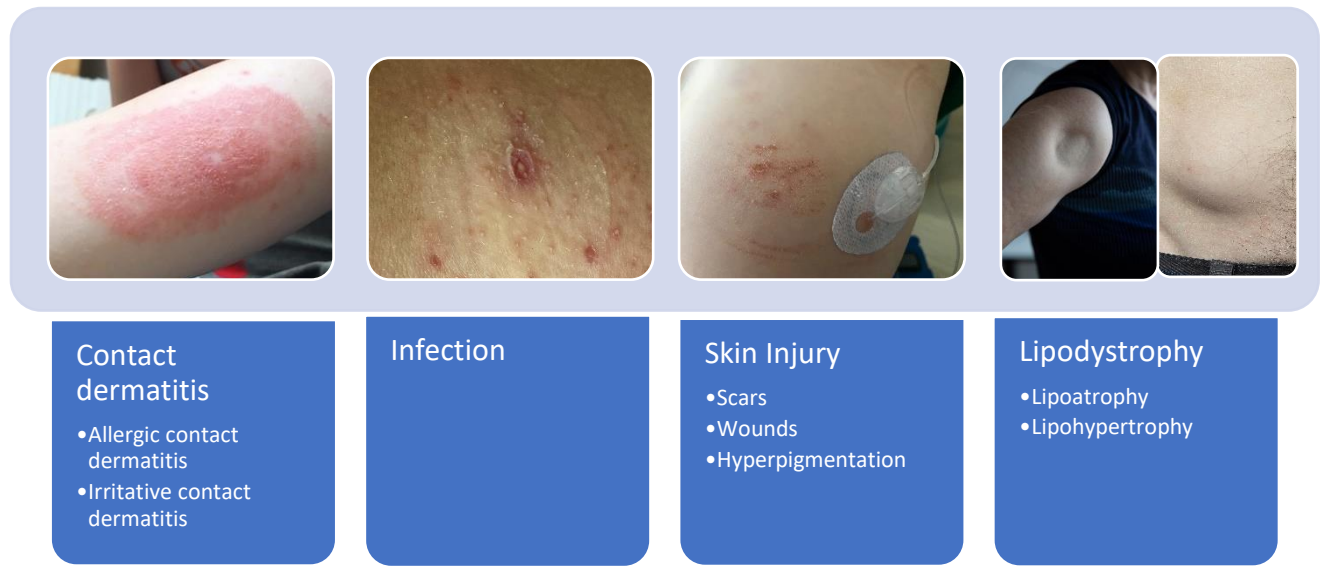 Contact
dermatitis
•Allergic contact
dermatitis
•Irritative contact
dermatitis
Infection
Skin Injury
•Scars
•Wounds
•Hyperpigmentation
Lipodystrophy
•Lipoatrophy
•Lipohypertrophy